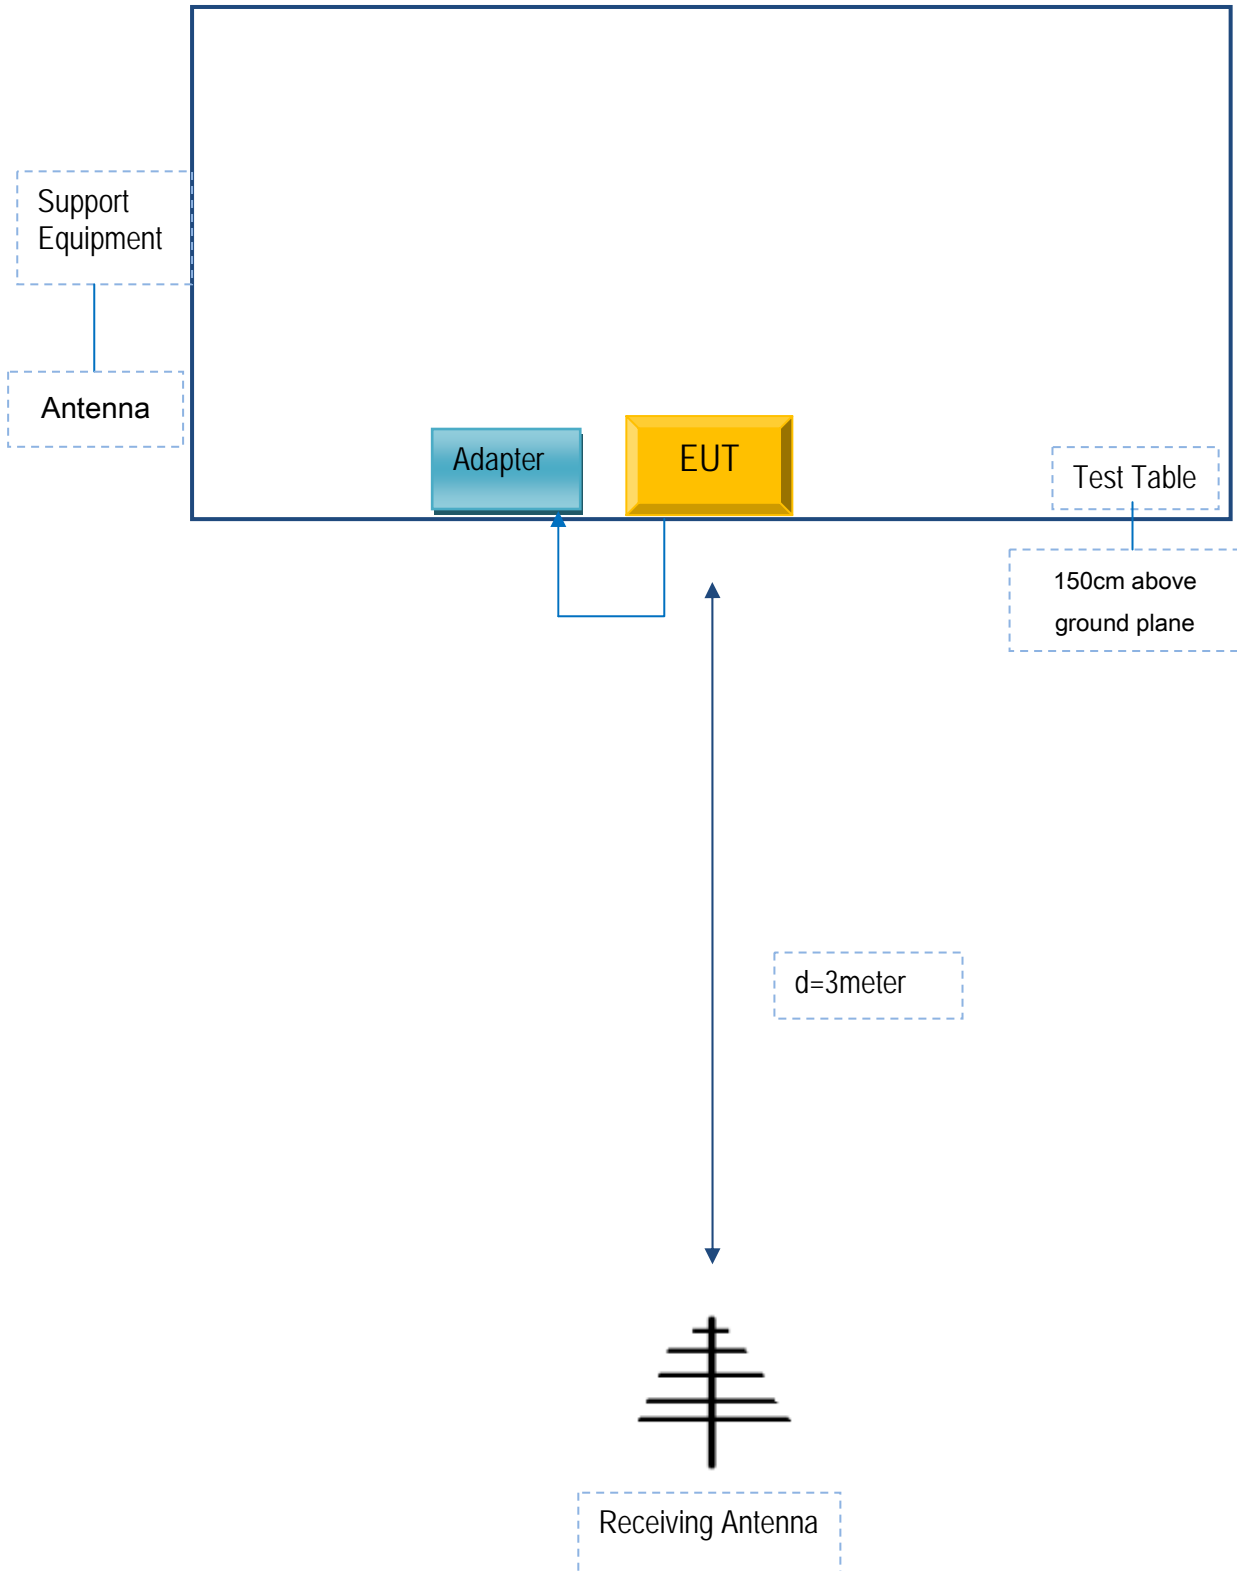 Support
Equipment
Antenna
Adapter
EUT
Test Table
150cm above
ground plane
d=3meter
Receiving Antenna